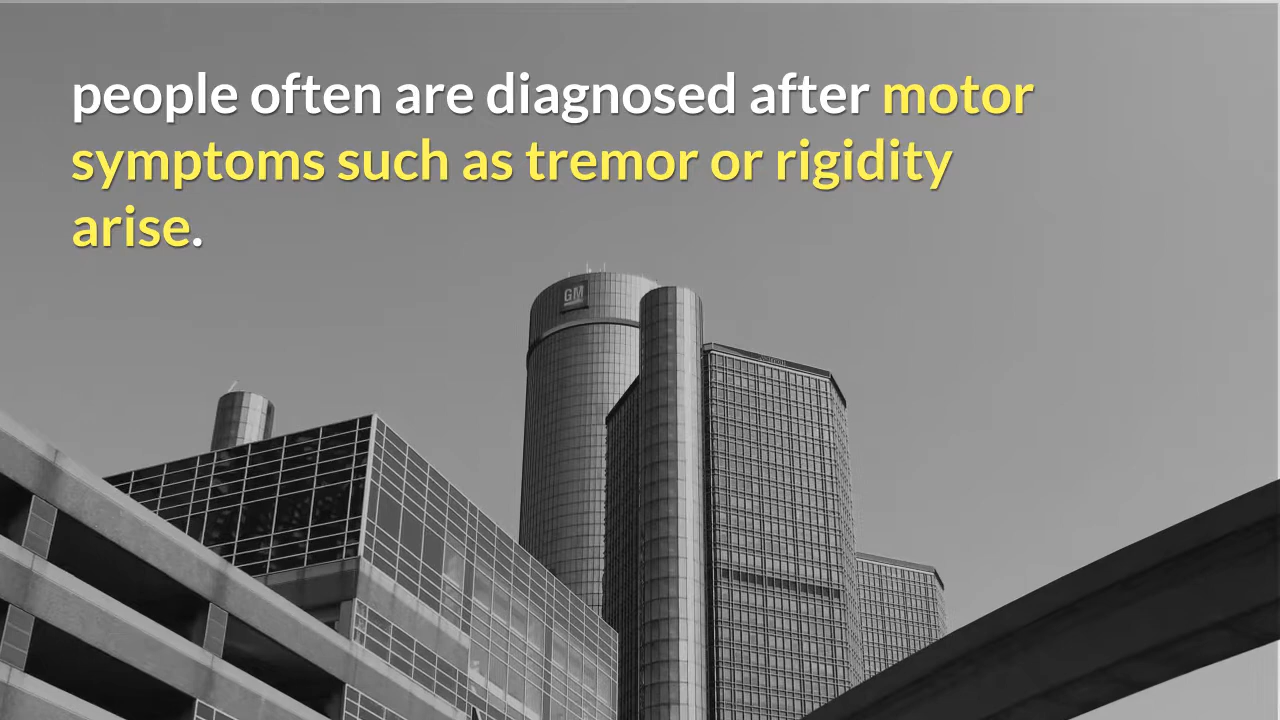 people often are diagnosed after motor
symptoms such as tremor or rigidity
arise.
GM